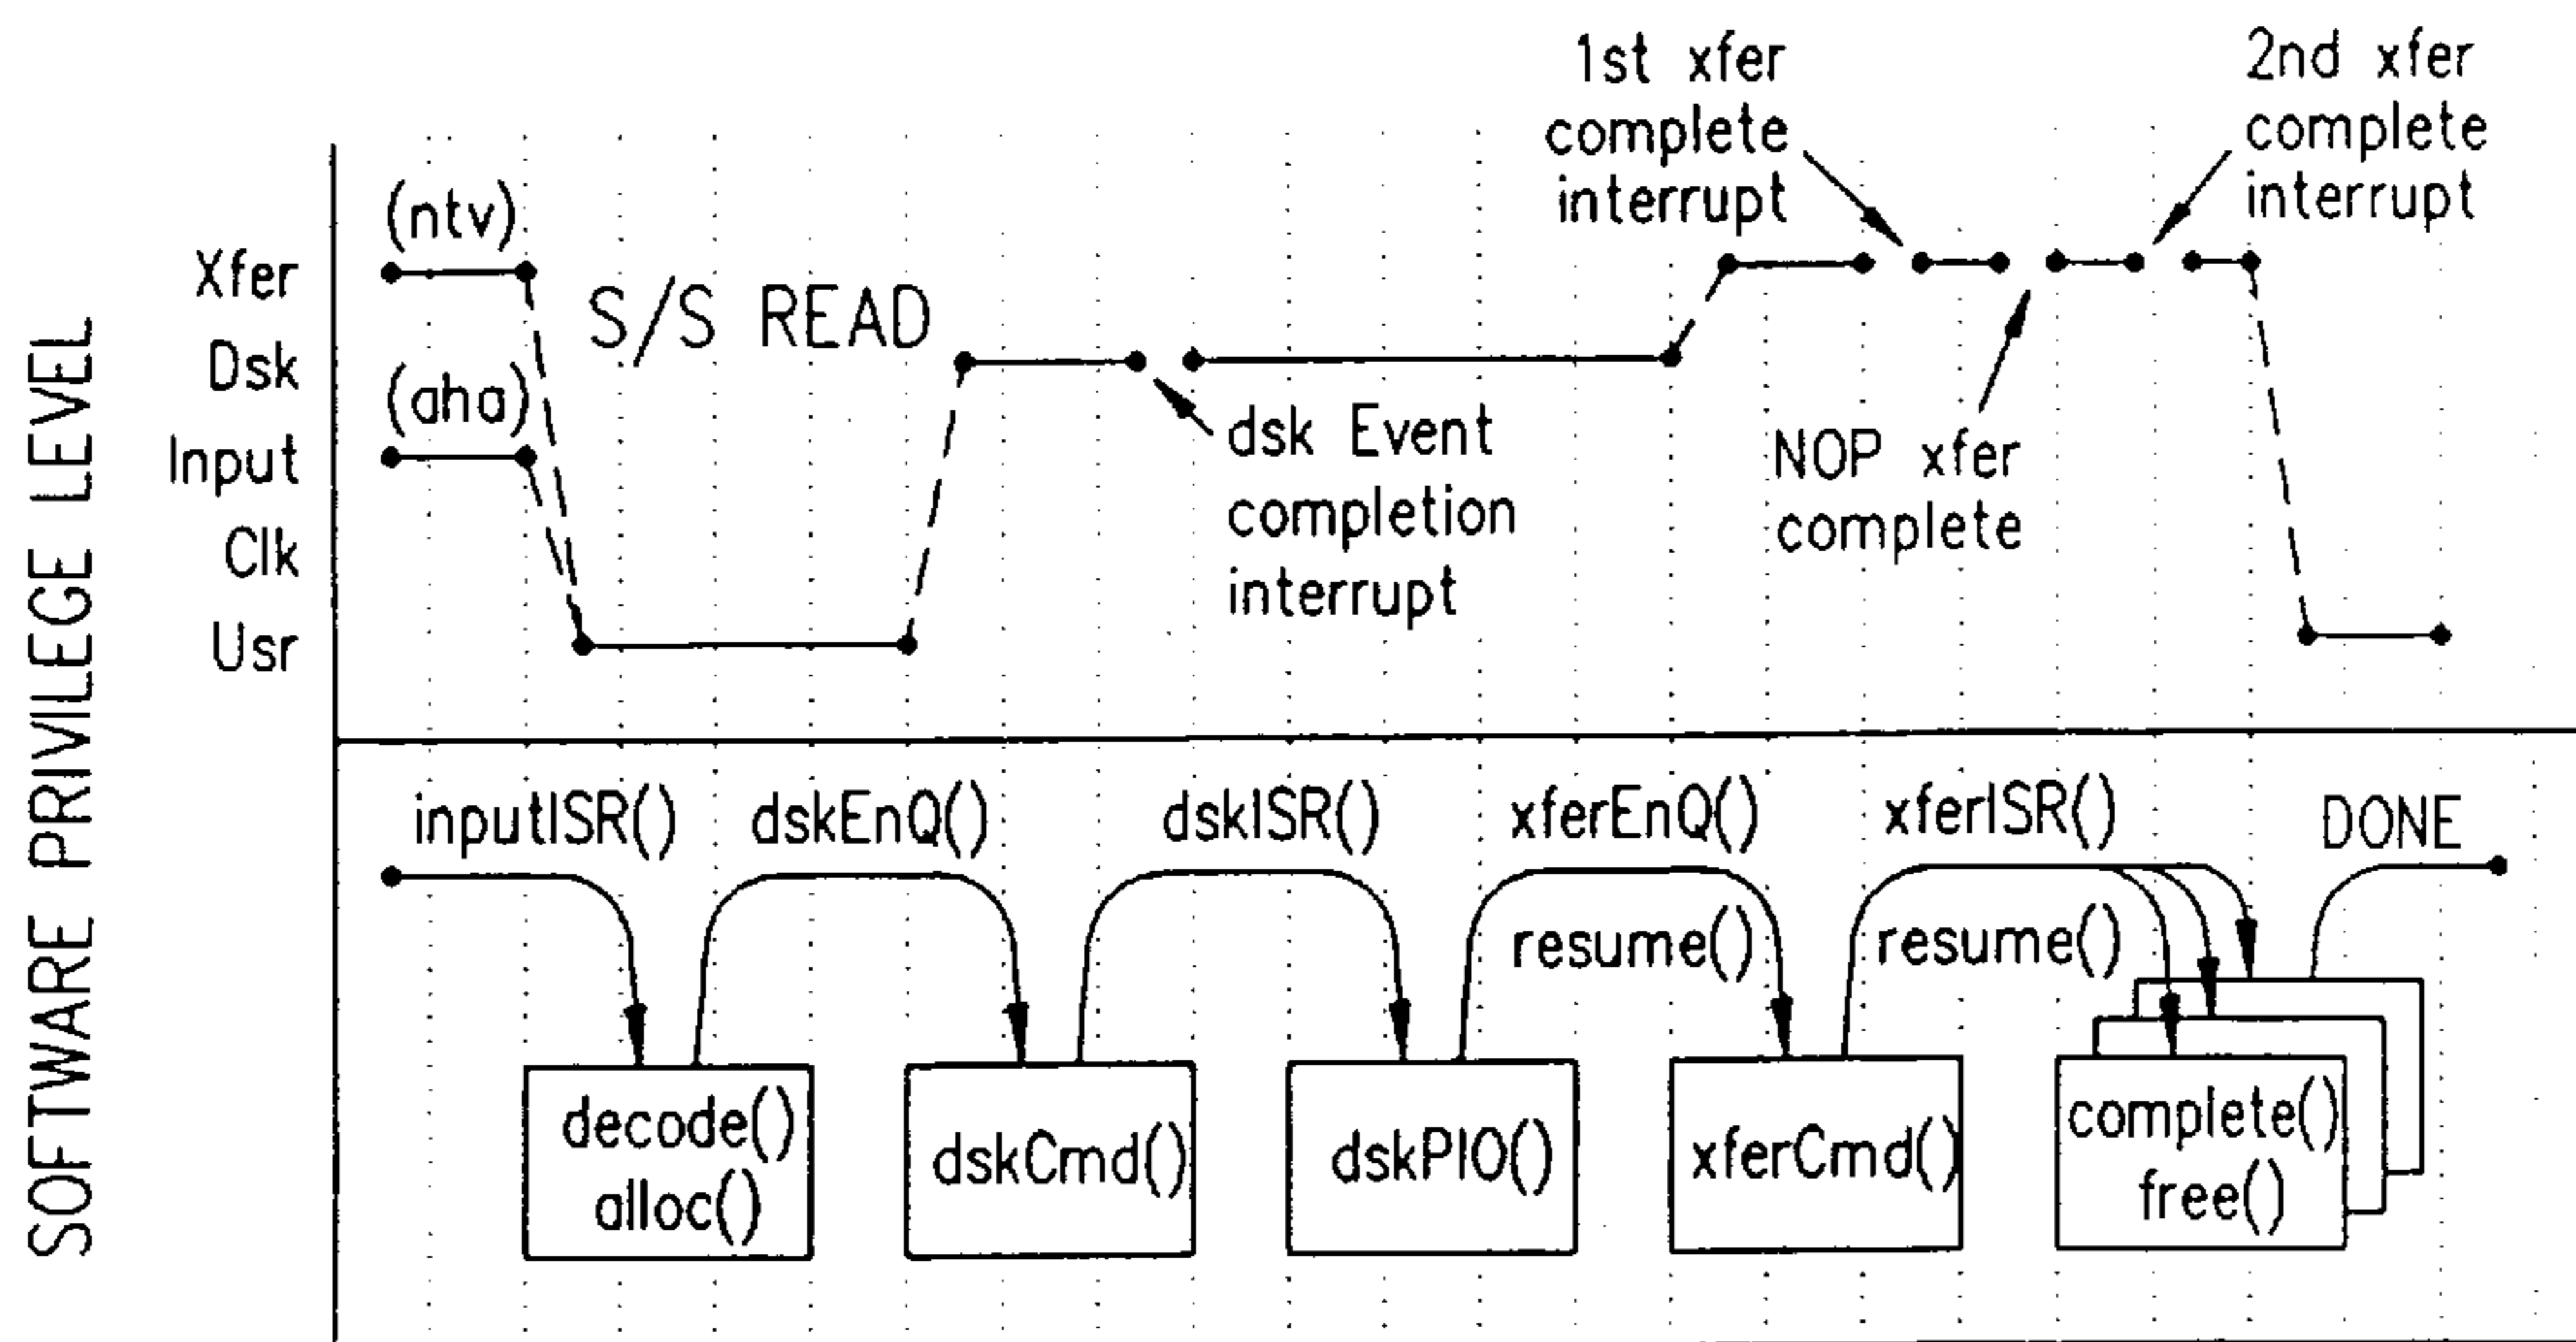 1st xfer
complete
interrupt
2nd xfer
complete
interrupt
SOFTWARE PRIVILEGE LEVEL
(ntv)
Xfer
S/S READ
Dsk
(aha)
Input
Clk
Usr
dsk Event
completion
interrupt
NOP xfer
complete
inputISR()
dskEnQ()
dskISR()
xferEnQ()
xferISR()
DONE
resume()
resume()
decode()
alloc()
dskCmd()
dskPIO()
xferCmd()
complete()
free()